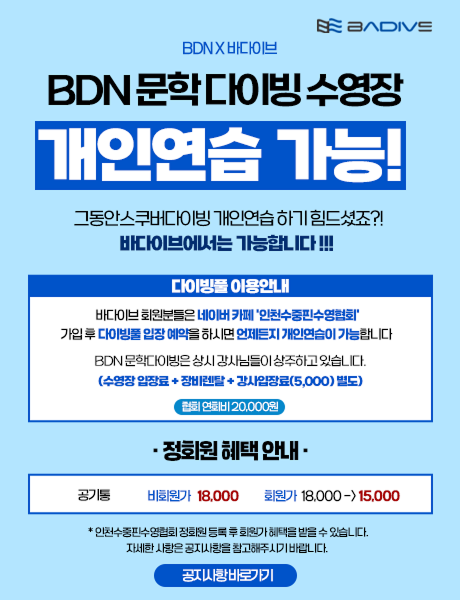 BADIVE
BDN X 바다이브
BDN 문학 다이빙 수영장
개인연습 가능!
그동안스쿠버다이빙 개인연습 하기 힘드셨죠?!
바다이브에서는 가능합니다 !!!
다이빙풀 이용안내
바다이브 회원분들은 네이버 카페 '인천수중핀수영협회'
가입 후 다이빙풀 입장 예약을 하시면 언제든지 개인연습이 가능합니다
BDN 문학다이빙은 상시 강사님들이 상주하고 있습니다.
(수영장 입장료 + 장비렌탈 + 강사입장료(5,000) 별도)
협회 연회비 20,000원
· 정회원 혜택 안내 ·
공기통 비회원가 18,000 회원가 18,000 -> 15,000
* 인천수중핀수영협회 정회원 등록 후 회원가 혜택을 받을 수 있습니다.
자세한 사항은 공지사항을 참고해주시기 바랍니다.
공지사항 바로가기